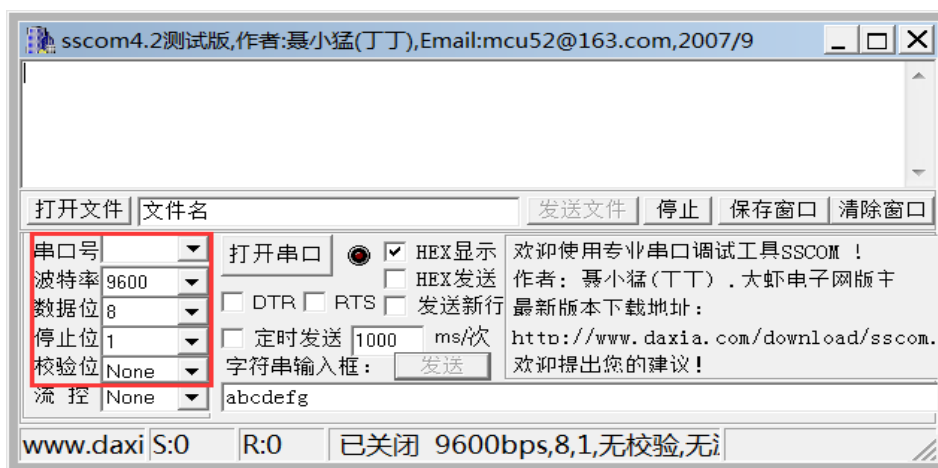 sscom4.2测试版,作者:聂小猛(丁丁),Email:mcu52@163.com,2007/9
打开文件 文件名 发送文件 停止 保存窗口 清除窗口
串口号 打开串口 HEX显示
波特率 9600 HEX发送
数据位 8 DTR RTS 发送新行
停止位 1 定时发送 1000 ms/次
校验位 None 字符串输入框: 发送
流 控 None abcdefg
欢迎使用专业串口调试工具SSCOM !
作者: 聂小猛(丁丁) .大虾电子网版主
最新版本下载地址:
http://www.daxia.com/download/sscom.
欢迎提出您的建议!
www.daxi S:0 R:0 已关闭 9600bps,8,1,无校验,无